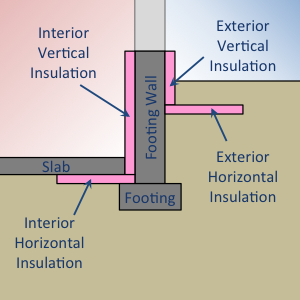 Interior
Vertical
Insulation
Exterior
Vertical
Insulation
Footing Wall
Slab
Exterior
Horizontal
Insulation
Footing
Interior
Horizontal
Insulation